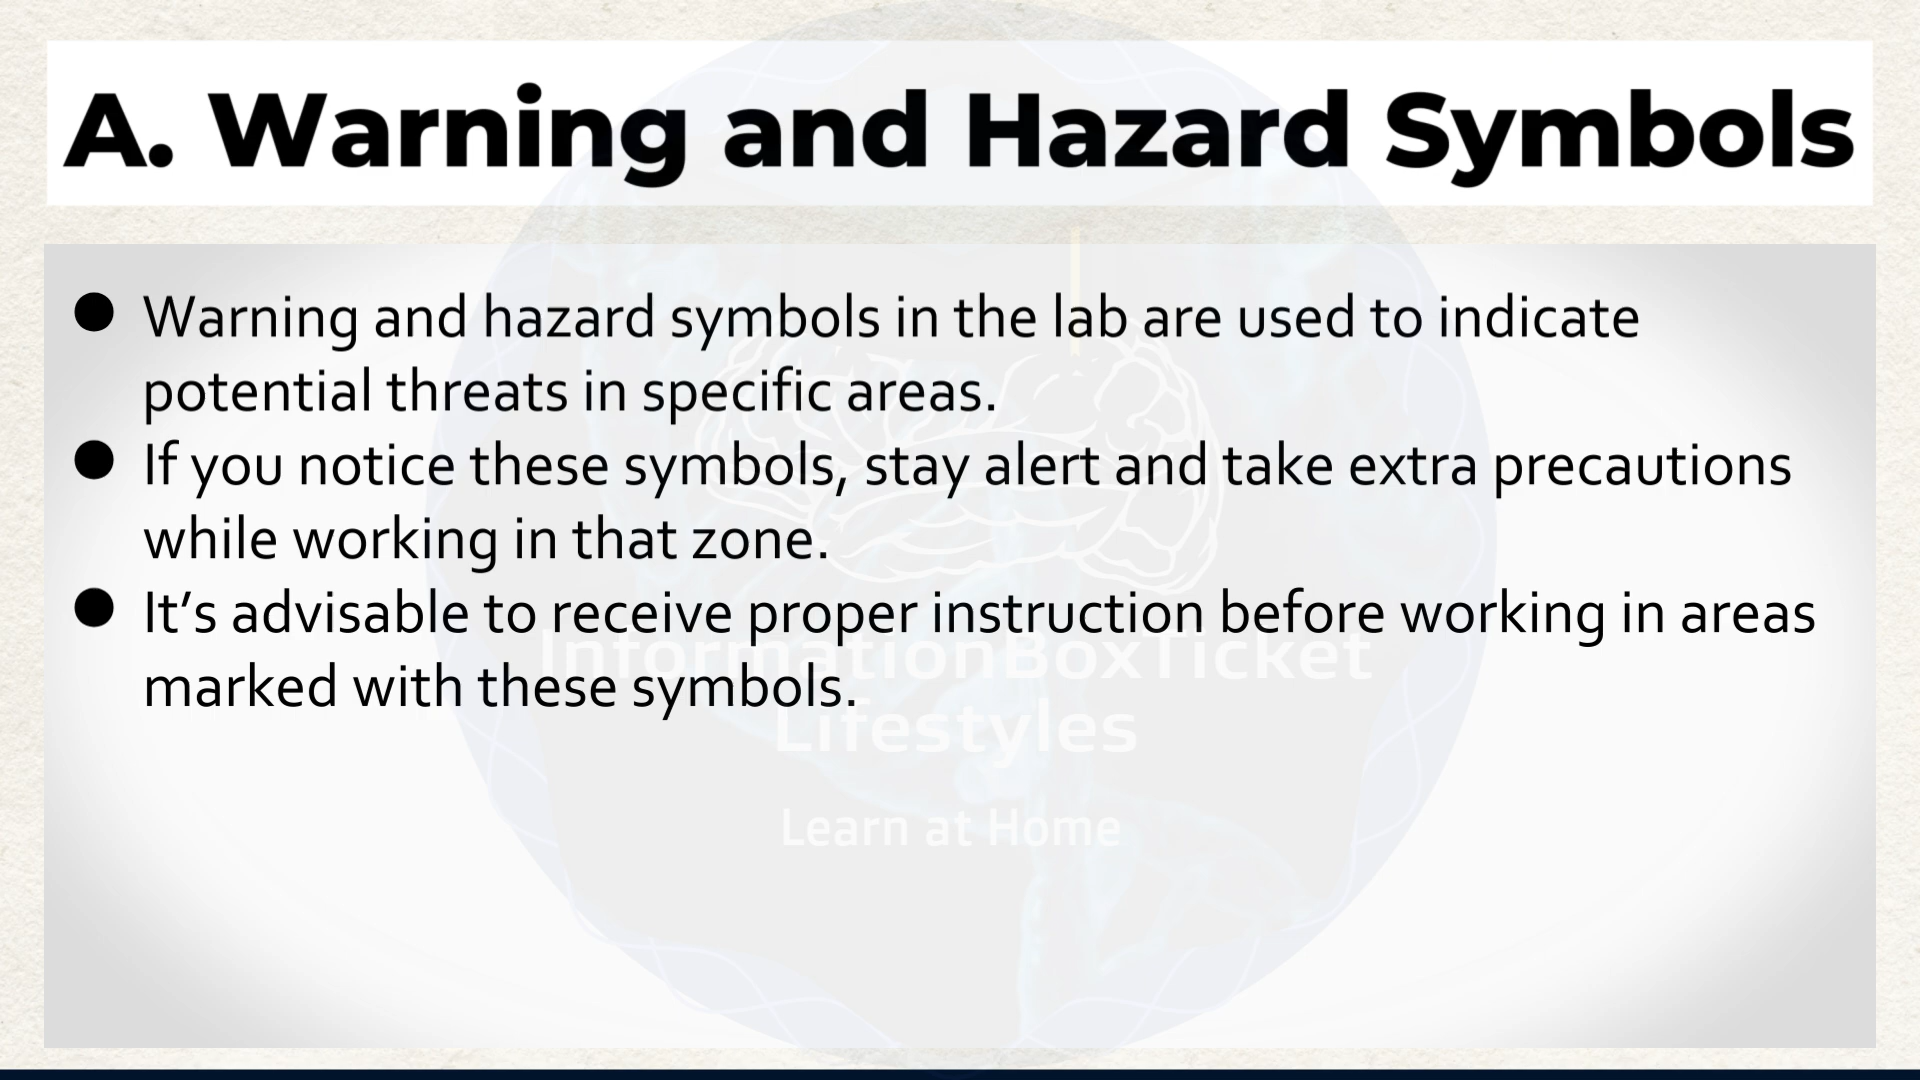 A. Warning and Hazard Symbols
● Warning and hazard symbols in the lab are used to indicate
potential threats in specific areas.
● If you notice these symbols, stay alert and take extra precautions
while working in that zone.
● It’s advisable to receive proper instruction before working in areas
InformationBoxTicket
marked with these symbols.
Lifestyles
Learn at Home